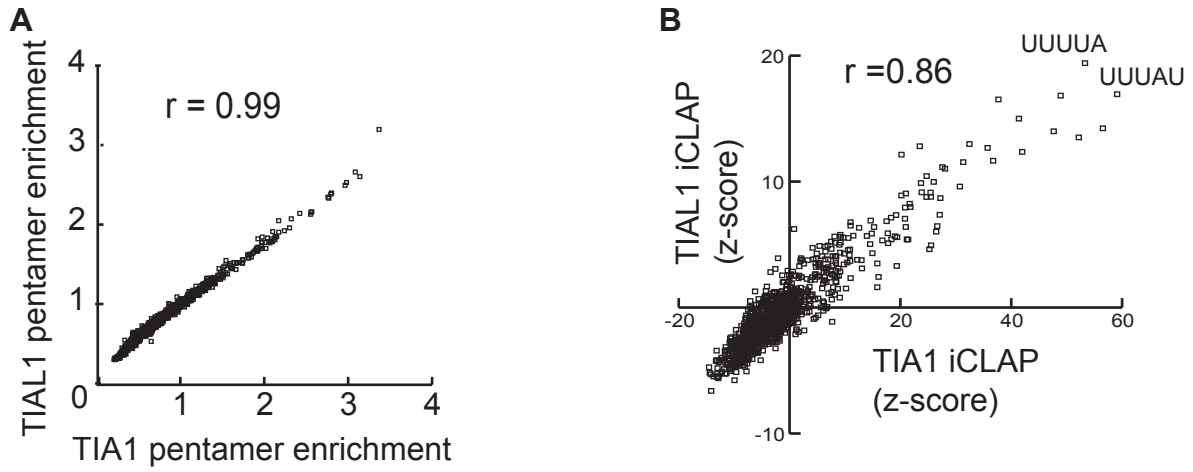 A
TIAL1 pentamer enrichment
4
3
2
1
0
r = 0.99
1
2
3
4
TIA1 pentamer enrichment
B
TIAL1 iCLAP
(z-score)
20
10
-10
r =0.86
UUUUA
UUUAU
-20
20
40
60
TIA1 iCLAP
(z-score)